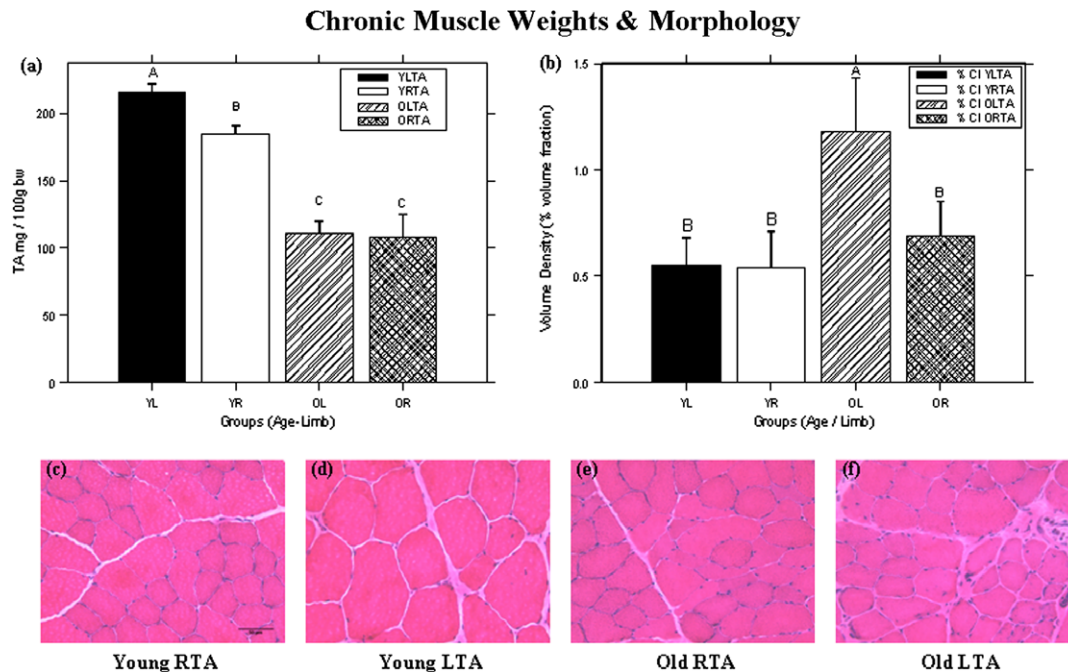 Chronic Muscle Weights & Morphology
(a)
A
B
C
C
YLTA
YRTA
OLTA
ORTA
200
150
100
50
0
TA mg / 100g bw
YL YR OL OR
Groups (Age-Limb)
(b)
B
B
A
B
% CI YLTA
% CI YRTA
% CI OLTA
% CI ORTA
1.5
1.0
0.5
0.0
Volume Density (% volume fraction)
YL YR OL OR
Groups (Age / Limb)
(c) (d) (e) (f)
Young RTA Young LTA Old RTA Old LTA